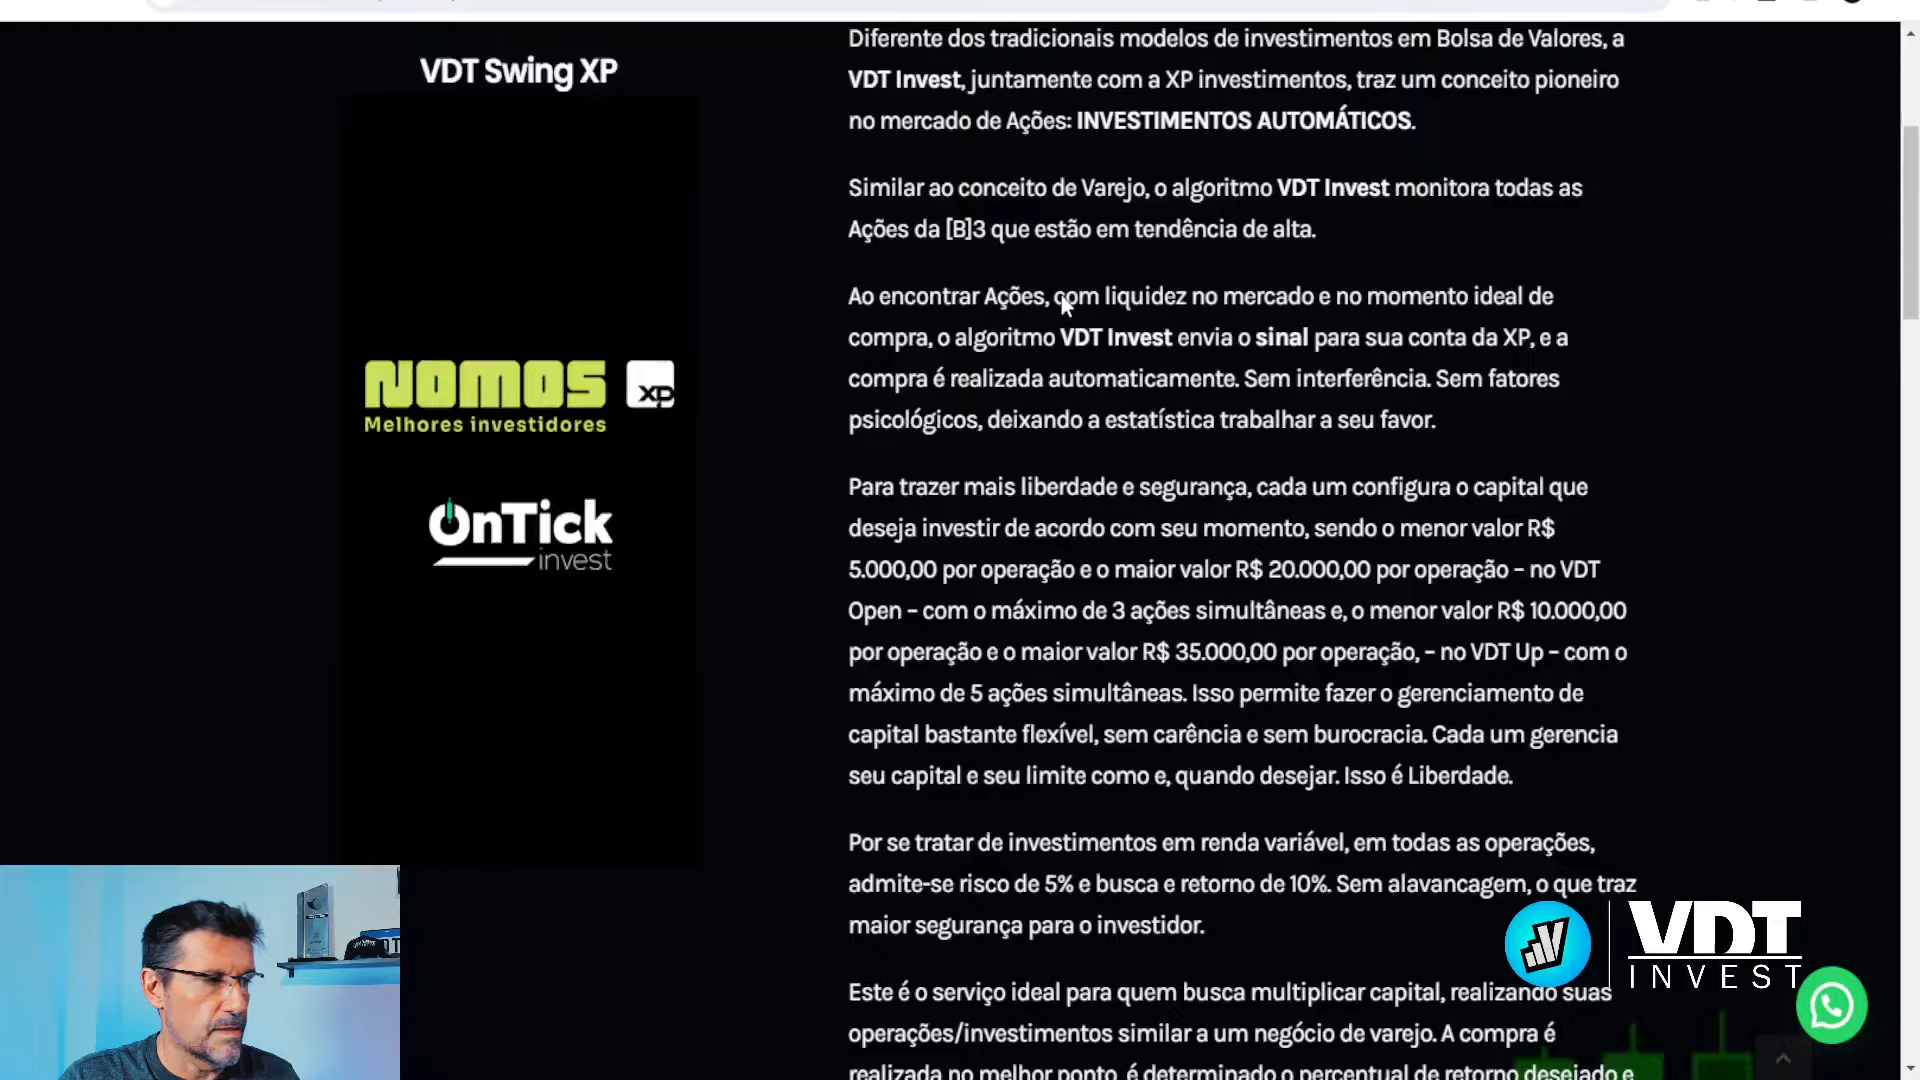 VDT Swing XP
NOMOS
Melhores investidores
XP
OnTick
invest
Diferente dos tradicionais modelos de investimentos em Bolsa de Valores, a
VDT Invest, juntamente com a XP investimentos, traz um conceito pioneiro
no mercado de Ações: INVESTIMENTOS AUTOMÁTICOS.
Similar ao conceito de Varejo, o algoritmo VDT Invest monitora todas as
Ações da [B]3 que estão em tendência de alta.
Ao encontrar Ações, com liquidez no mercado e no momento ideal de
compra, o algoritmo VDT Invest envia o sinal para sua conta da XP, e a
compra é realizada automaticamente. Sem interferência. Sem fatores
psicológicos, deixando a estatística trabalhar a seu favor.
Para trazer mais liberdade e segurança, cada um configura o capital que
deseja investir de acordo com seu momento, sendo o menor valor R$
5.000,00 por operação e o maior valor R$ 20.000,00 por operação – no VDT
Open – com o máximo de 3 ações simultâneas e, o menor valor R$ 10.000,00
por operação e o maior valor R$ 35.000,00 por operação, – no VDT Up – com o
máximo de 5 ações simultâneas. Isso permite fazer o gerenciamento de
capital bastante flexível, sem carência e sem burocracia. Cada um gerencia
seu capital e seu limite como e, quando desejar. Isso é Liberdade.
Por se tratar de investimentos em renda variável, em todas as operações,
admite-se risco de 5% e busca e retorno de 10%. Sem alavancagem, o que traz
maior segurança para o investidor.
Este é o serviço ideal para quem busca multiplicar capital, realizando suas
operações/investimentos similar a um negócio de varejo. A compra é
realizada no melhor ponto, é determinado o percentual de retorno desejado e
VDT
INVEST